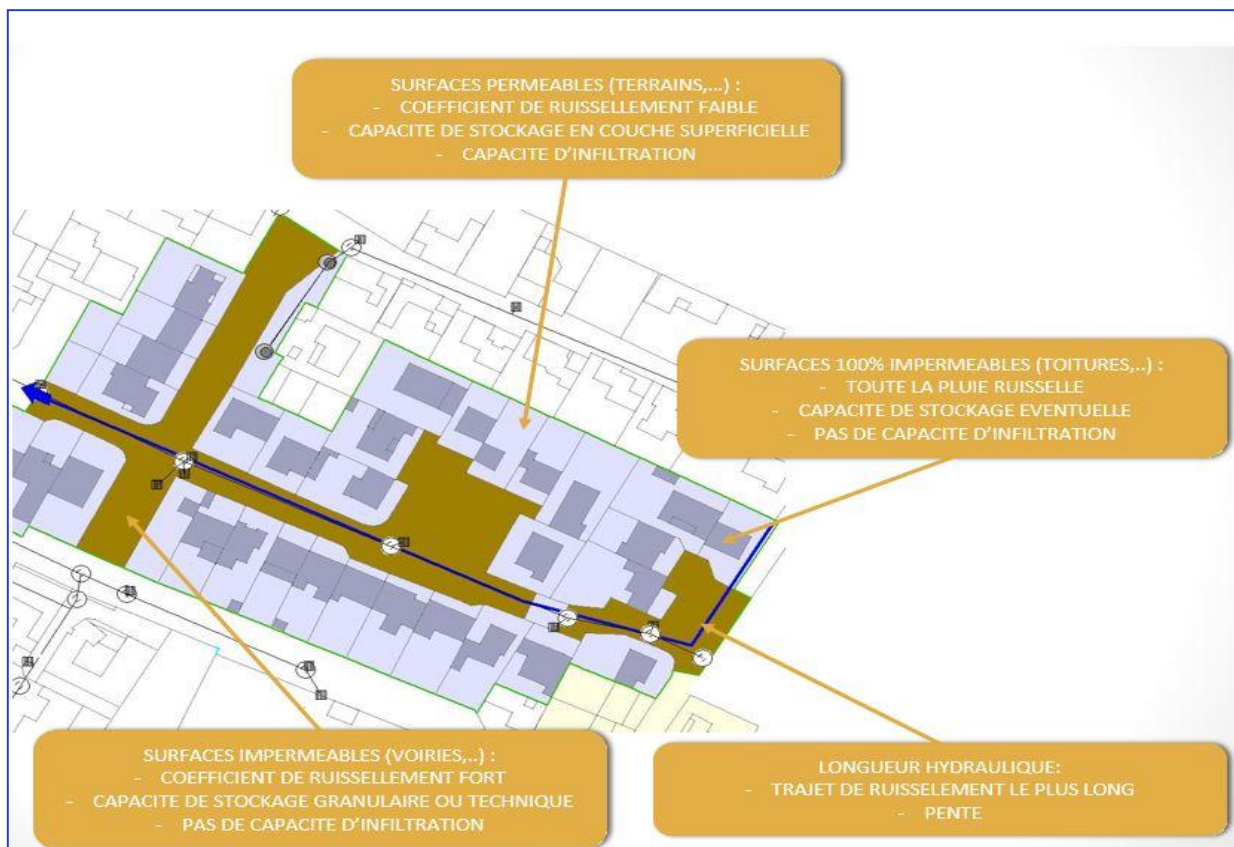 SURFACES PERMEABLES (TERRAINS,...) :
- COEFFICIENT DE RUISSELLEMENT FAIBLE
- CAPACITE DE STOCKAGE EN COUCHE SUPERFICIELLE
- CAPACITE D'INFILTRATION
SURFACES 100% IMPERMEABLES (TOITURES,..) :
- TOUTE LA PLUIE RUISSELLE
- CAPACITE DE STOCKAGE EVENTUELLE
- PAS DE CAPACITE D'INFILTRATION
SURFACES IMPERMEABLES (VOIRIES,..) :
- COEFFICIENT DE RUISSELLEMENT FORT
- CAPACITE DE STOCKAGE GRANULAIRE OU TECHNIQUE
- PAS DE CAPACITE D'INFILTRATION
LONGUEUR HYDRAULIQUE:
- TRAJET DE RUISSELEMENT LE PLUS LONG
- PENTE